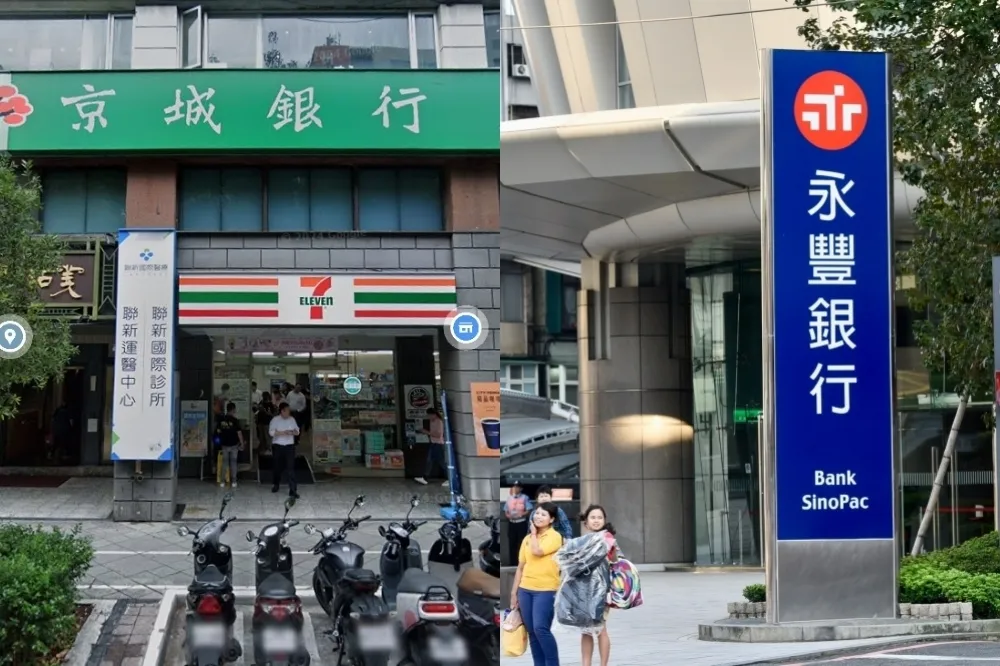 京城銀行
聯新國際醫療
聯新國際診所
聯新運醫中心
7
ELEVEN
永豐銀行
Bank
SinoPac